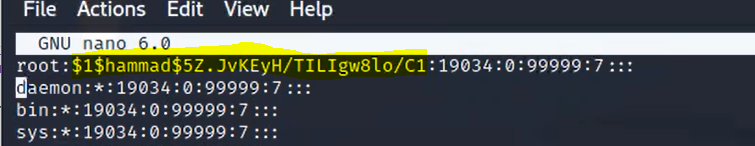 File Actions Edit View Help
GNU nano 6.0
root:$1$hammad$5Z.JvKEyH/TILIgw8lo/C1:19034:0:99999:7:::
daemon:*:19034:0:99999:7:::
bin:*:19034:0:99999:7:::
sys:*:19034:0:99999:7:::